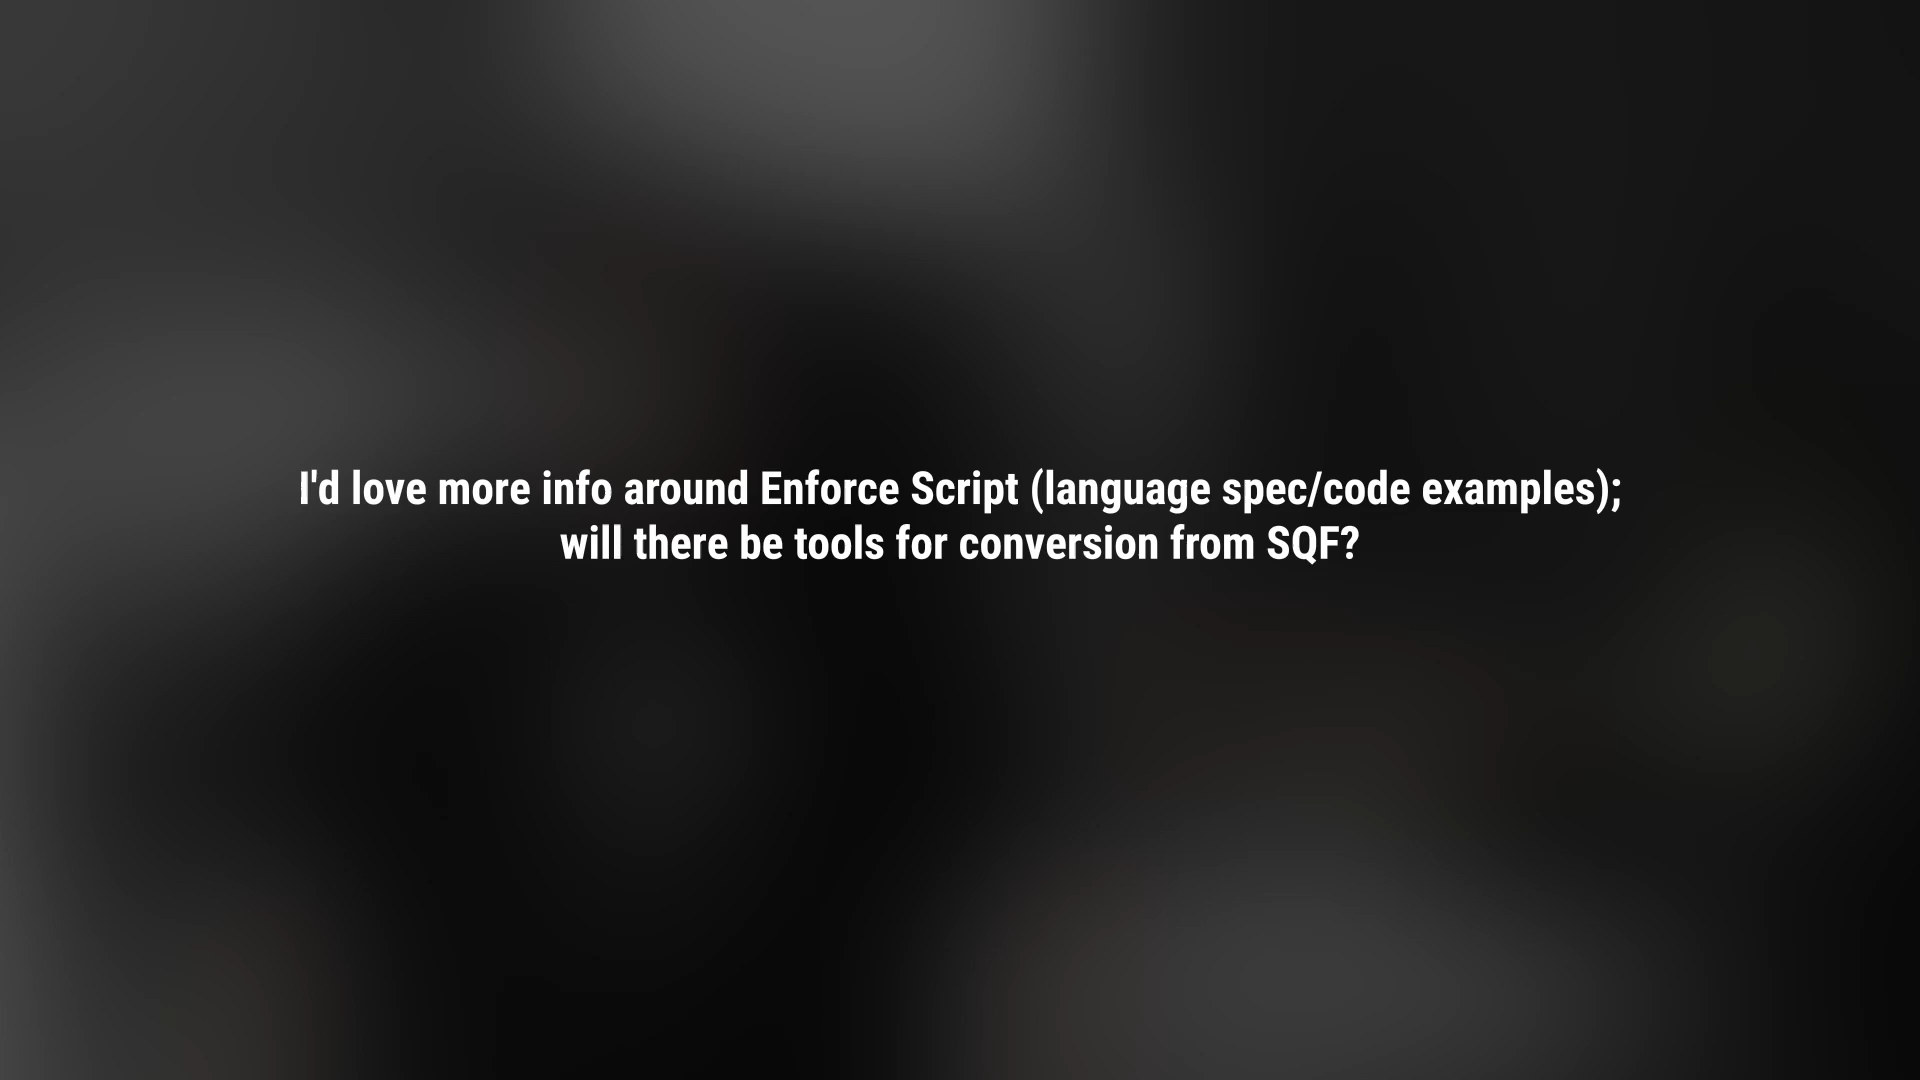 I'd love more info around Enforce Script (language spec/code examples);
will there be tools for conversion from SQF?